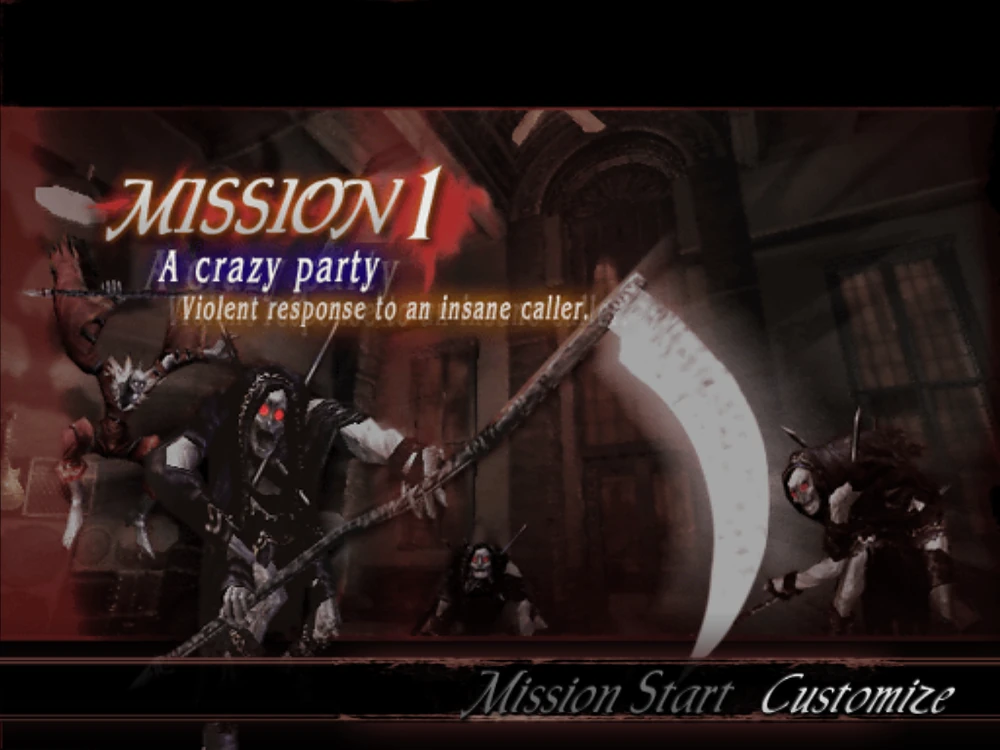 MISSION 1
A crazy party
Violent response to an insane caller.
Mission Start Customize